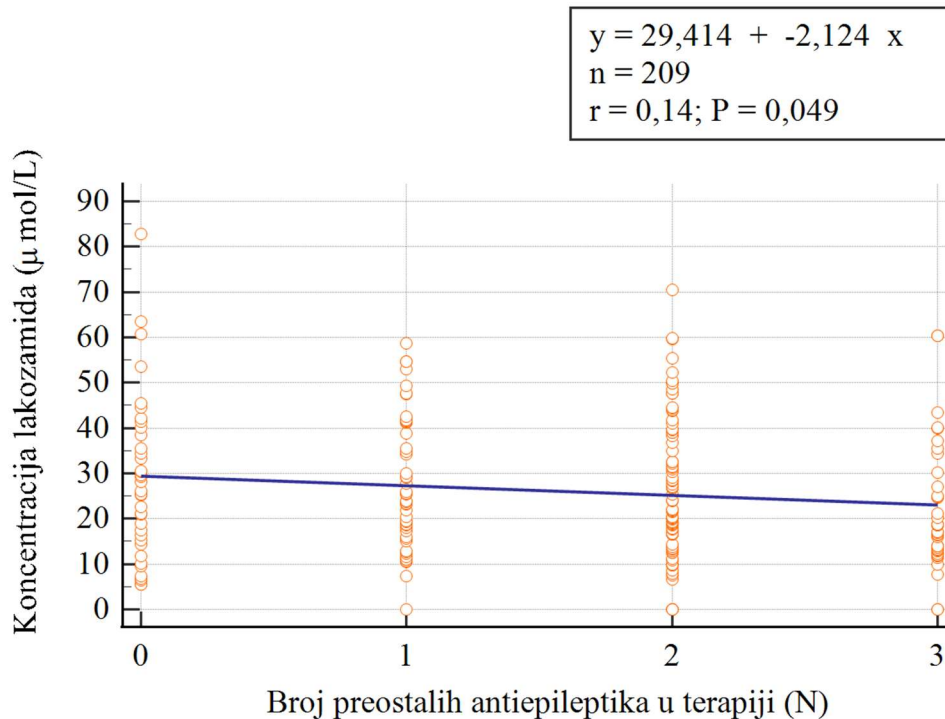 y = 29,414 + -2,124 x
n = 209
r = 0,14; P = 0,049
Koncentracija lakozamida (µ mol/L)
90
80
70
60
50
40
30
20
10
0
0 1 2 3
Broj preostalih antiepileptika u terapiji (N)